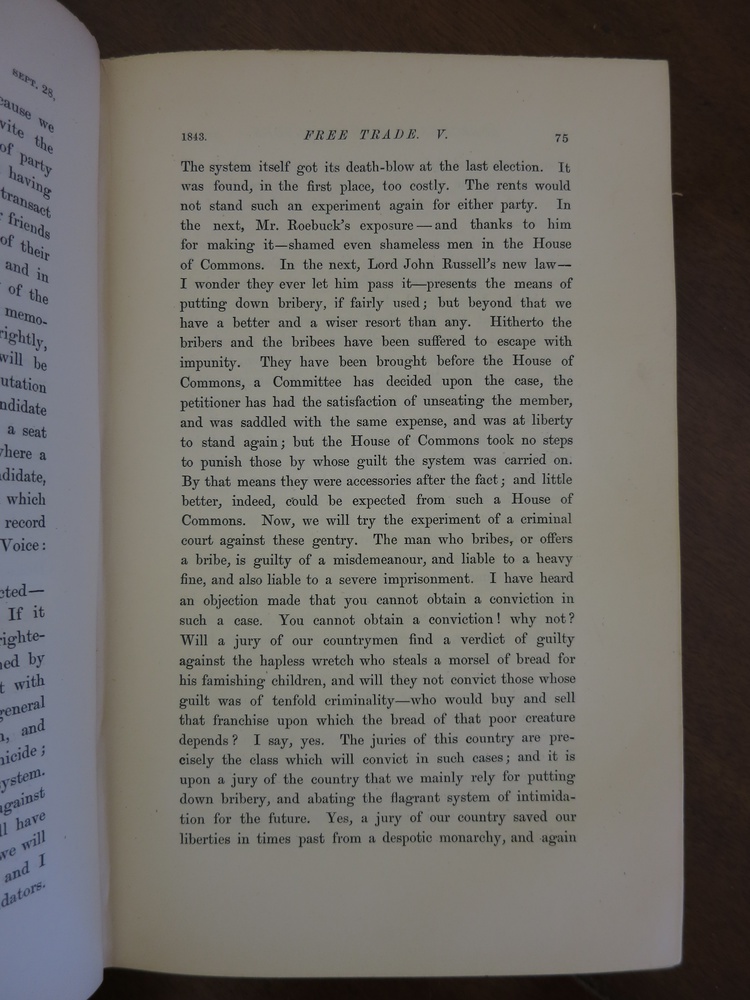 SEPT. 28,
cause we
vite the
of party
having
transact
friends
of their
and in
of the
memo-
rightly,
will be
utation
ndidate
a seat
where a
didate,
which
record
Voice:
cted—
If it
righte-
ned by
t with
general
n, and
nicide;
ystem.
against
ll have
we will
and I
dators.
1843. FREE TRADE. V. 75
The system itself got its death-blow at the last election. It
was found, in the first place, too costly. The rents would
not stand such an experiment again for either party. In
the next, Mr. Roebuck's exposure—and thanks to him
for making it—shamed even shameless men in the House
of Commons. In the next, Lord John Russell's new law—
I wonder they ever let him pass it—presents the means of
putting down bribery, if fairly used; but beyond that we
have a better and a wiser resort than any. Hitherto the
bribers and the bribees have been suffered to escape with
impunity. They have been brought before the House of
Commons, a Committee has decided upon the case, the
petitioner has had the satisfaction of unseating the member,
and was saddled with the same expense, and was at liberty
to stand again; but the House of Commons took no steps
to punish those by whose guilt the system was carried on.
By that means they were accessories after the fact; and little
better, indeed, could be expected from such a House of
Commons. Now, we will try the experiment of a criminal
court against these gentry. The man who bribes, or offers
a bribe, is guilty of a misdemeanour, and liable to a heavy
fine, and also liable to a severe imprisonment. I have heard
an objection made that you cannot obtain a conviction in
such a case. You cannot obtain a conviction! why not?
Will a jury of our countrymen find a verdict of guilty
against the hapless wretch who steals a morsel of bread for
his famishing children, and will they not convict those whose
guilt was of tenfold criminality—who would buy and sell
that franchise upon which the bread of that poor creature
depends? I say, yes. The juries of this country are pre-
cisely the class which will convict in such cases; and it is
upon a jury of the country that we mainly rely for putting
down bribery, and abating the flagrant system of intimida-
tion for the future. Yes, a jury of our country saved our
liberties in times past from a despotic monarchy, and again